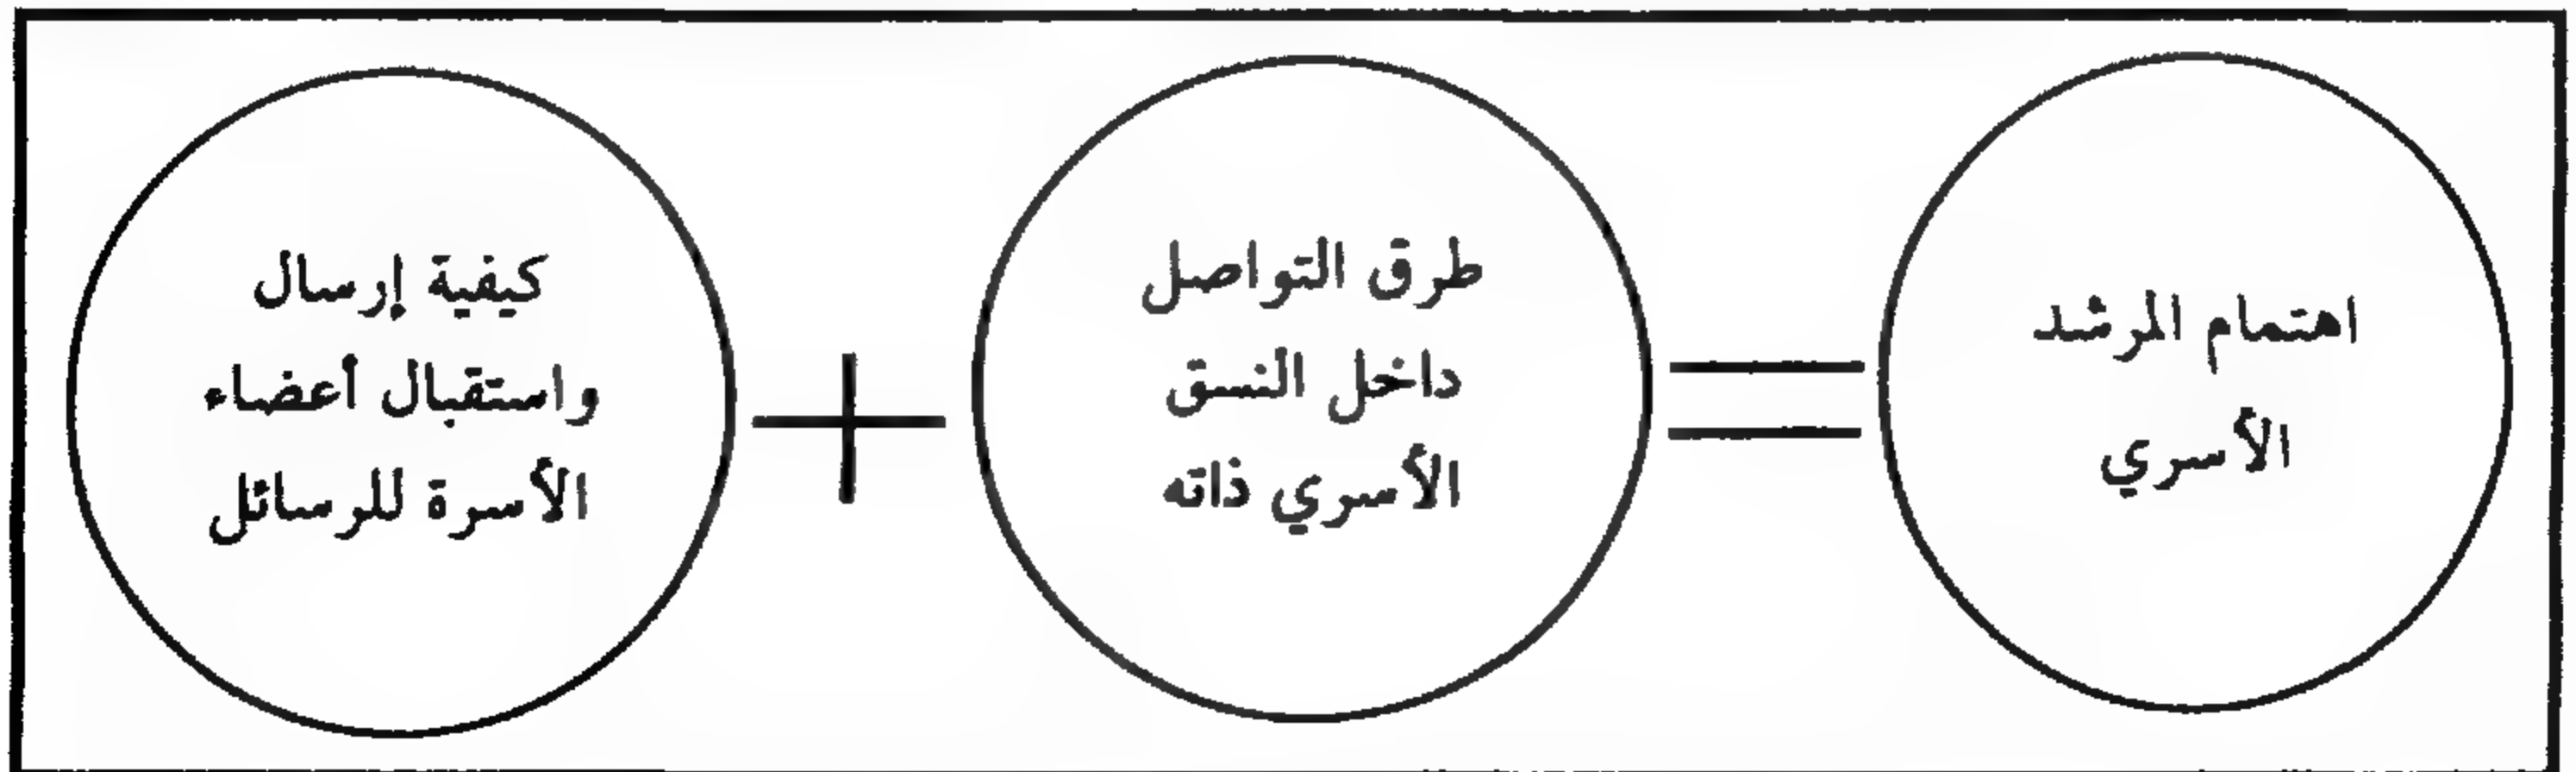 اهتمام المرشد
الأسري
=
طرق التواصل
داخل النسق
الأسري ذاته
+
كيفية إرسال
واستقبال أعضاء
الأسرة للرسائل